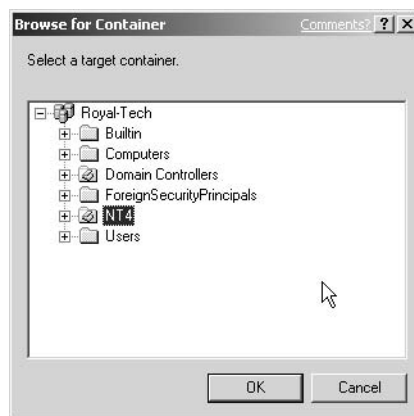 Browse for Container Comments? ? X
Select a target container.
Royal-Tech
Builtin
Computers
Domain Controllers
ForeignSecurityPrincipals
NT4
Users
OK Cancel